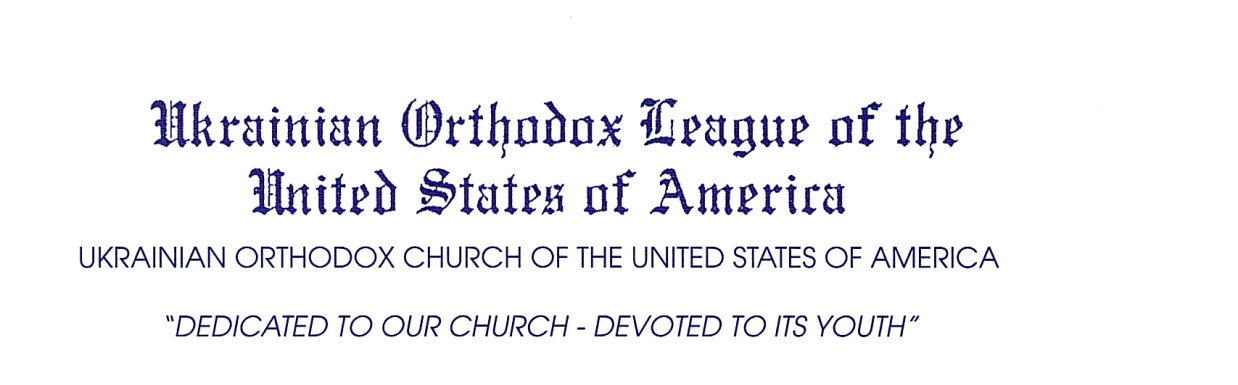 Ukrainian Orthodox League of the
United States of America
UKRAINIAN ORTHODOX CHURCH OF THE UNITED STATES OF AMERICA
“DEDICATED TO OUR CHURCH - DEVOTED TO ITS YOUTH”